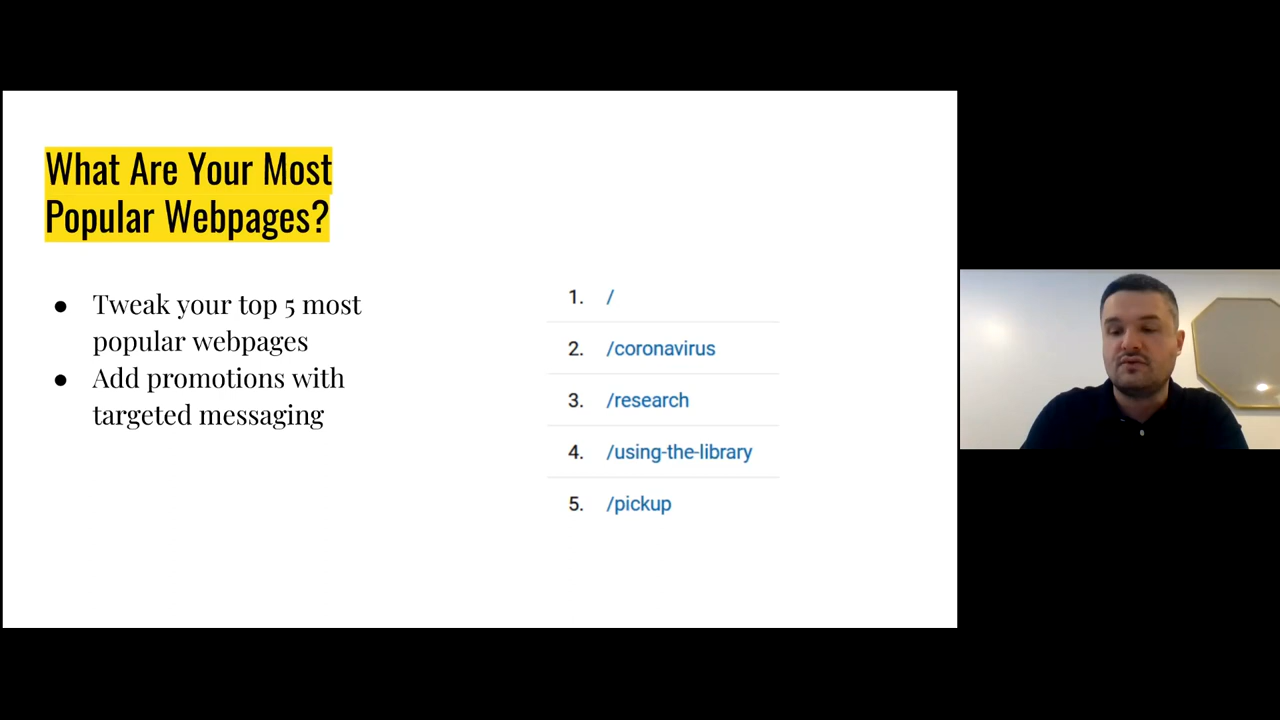 What Are Your Most
Popular Webpages?
● Tweak your top 5 most
popular webpages
● Add promotions with
targeted messaging
1. /
2. /coronavirus
3. /research
4. /using-the-library
5. /pickup